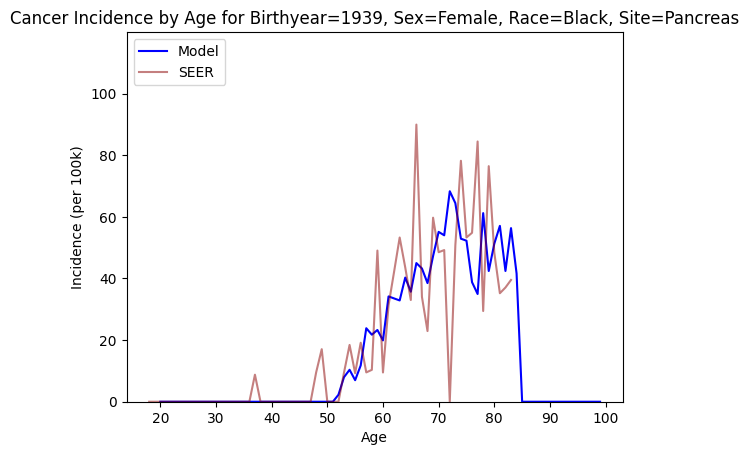 Cancer Incidence by Age for Birthyear=1939, Sex=Female, Race=Black, Site=Pancreas
Model
SEER
100
80
60
40
20
0
Incidence (per 100k)
20 30 40 50 60 70 80 90 100
Age